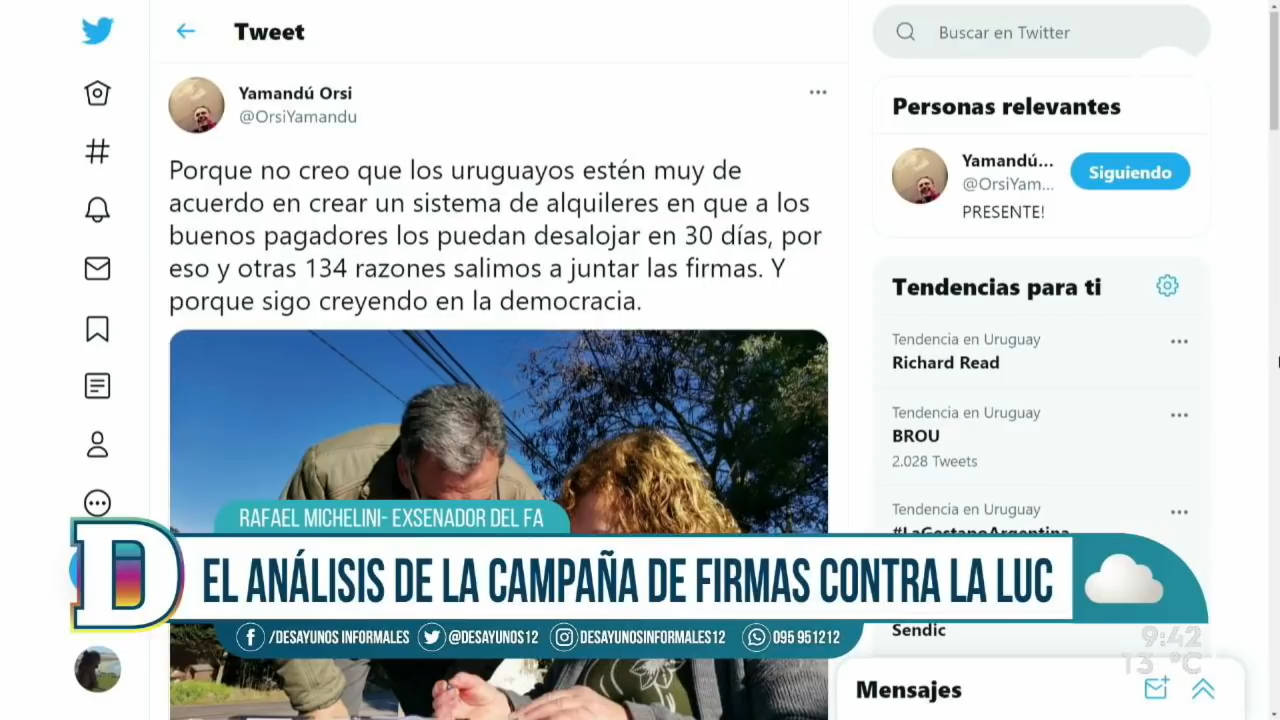 Tweet
Buscar en Twitter
Yamandú Orsi
@OrsiYamandu
Porque no creo que los uruguayos estén muy de
acuerdo en crear un sistema de alquileres en que a los
buenos pagadores los puedan desalojar en 30 días, por
eso y otras 134 razones salimos a juntar las firmas. Y
porque sigo creyendo en la democracia.
Personas relevantes
Yamandú...
@OrsiYam...
Siguiendo
PRESENTE!
Tendencias para ti
Tendencia en Uruguay
Richard Read
Tendencia en Uruguay
BROU
2.028 Tweets
Tendencia en Uruguay
#LaGestapoArgentina
Sendic
Mensajes
RAFAEL MICHELINI- EXSENADOR DEL FA
D
EL ANÁLISIS DE LA CAMPAÑA DE FIRMAS CONTRA LA LUC
/DESAYUNOS INFORMALES @DESAYUNOS12 DESAYUNOSINFORMALES12 095 951212
9:42
13 °C